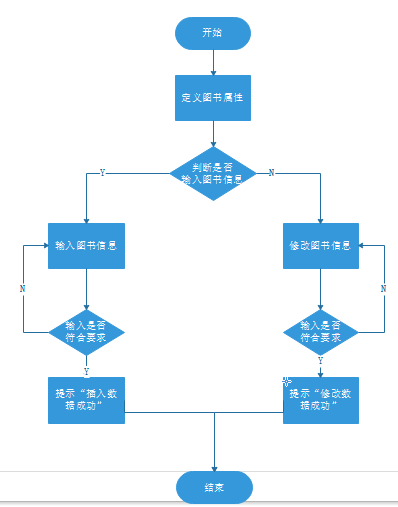 开始
定义图书属性
判断是否
输入图书信息
Y
N
输入图书信息
修改图书信息
N
N
输入是否
符合要求
输入是否
符合要求
Y
Y
提示“插入数
据成功”
提示“修改数
据成功”
结束